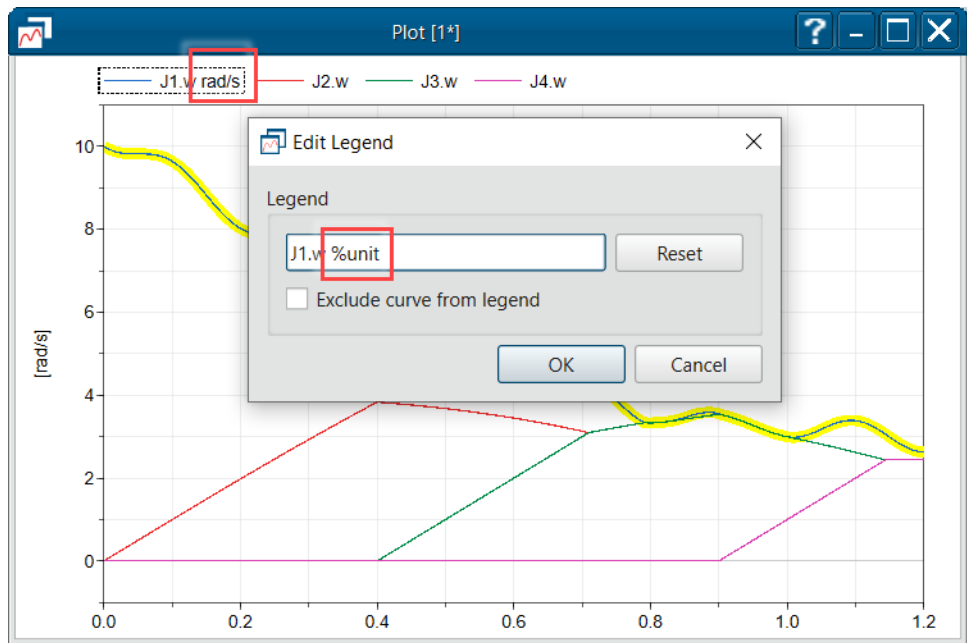 Plot [1*]
?
J1.w rad/s J2.w J3.w J4.w
Edit Legend
Legend
J1.w %unit
Reset
Exclude curve from legend
OK Cancel
[rad/s]
10
8
6
4
2
0
0.0 0.2 0.4 0.6 0.8 1.0 1.2